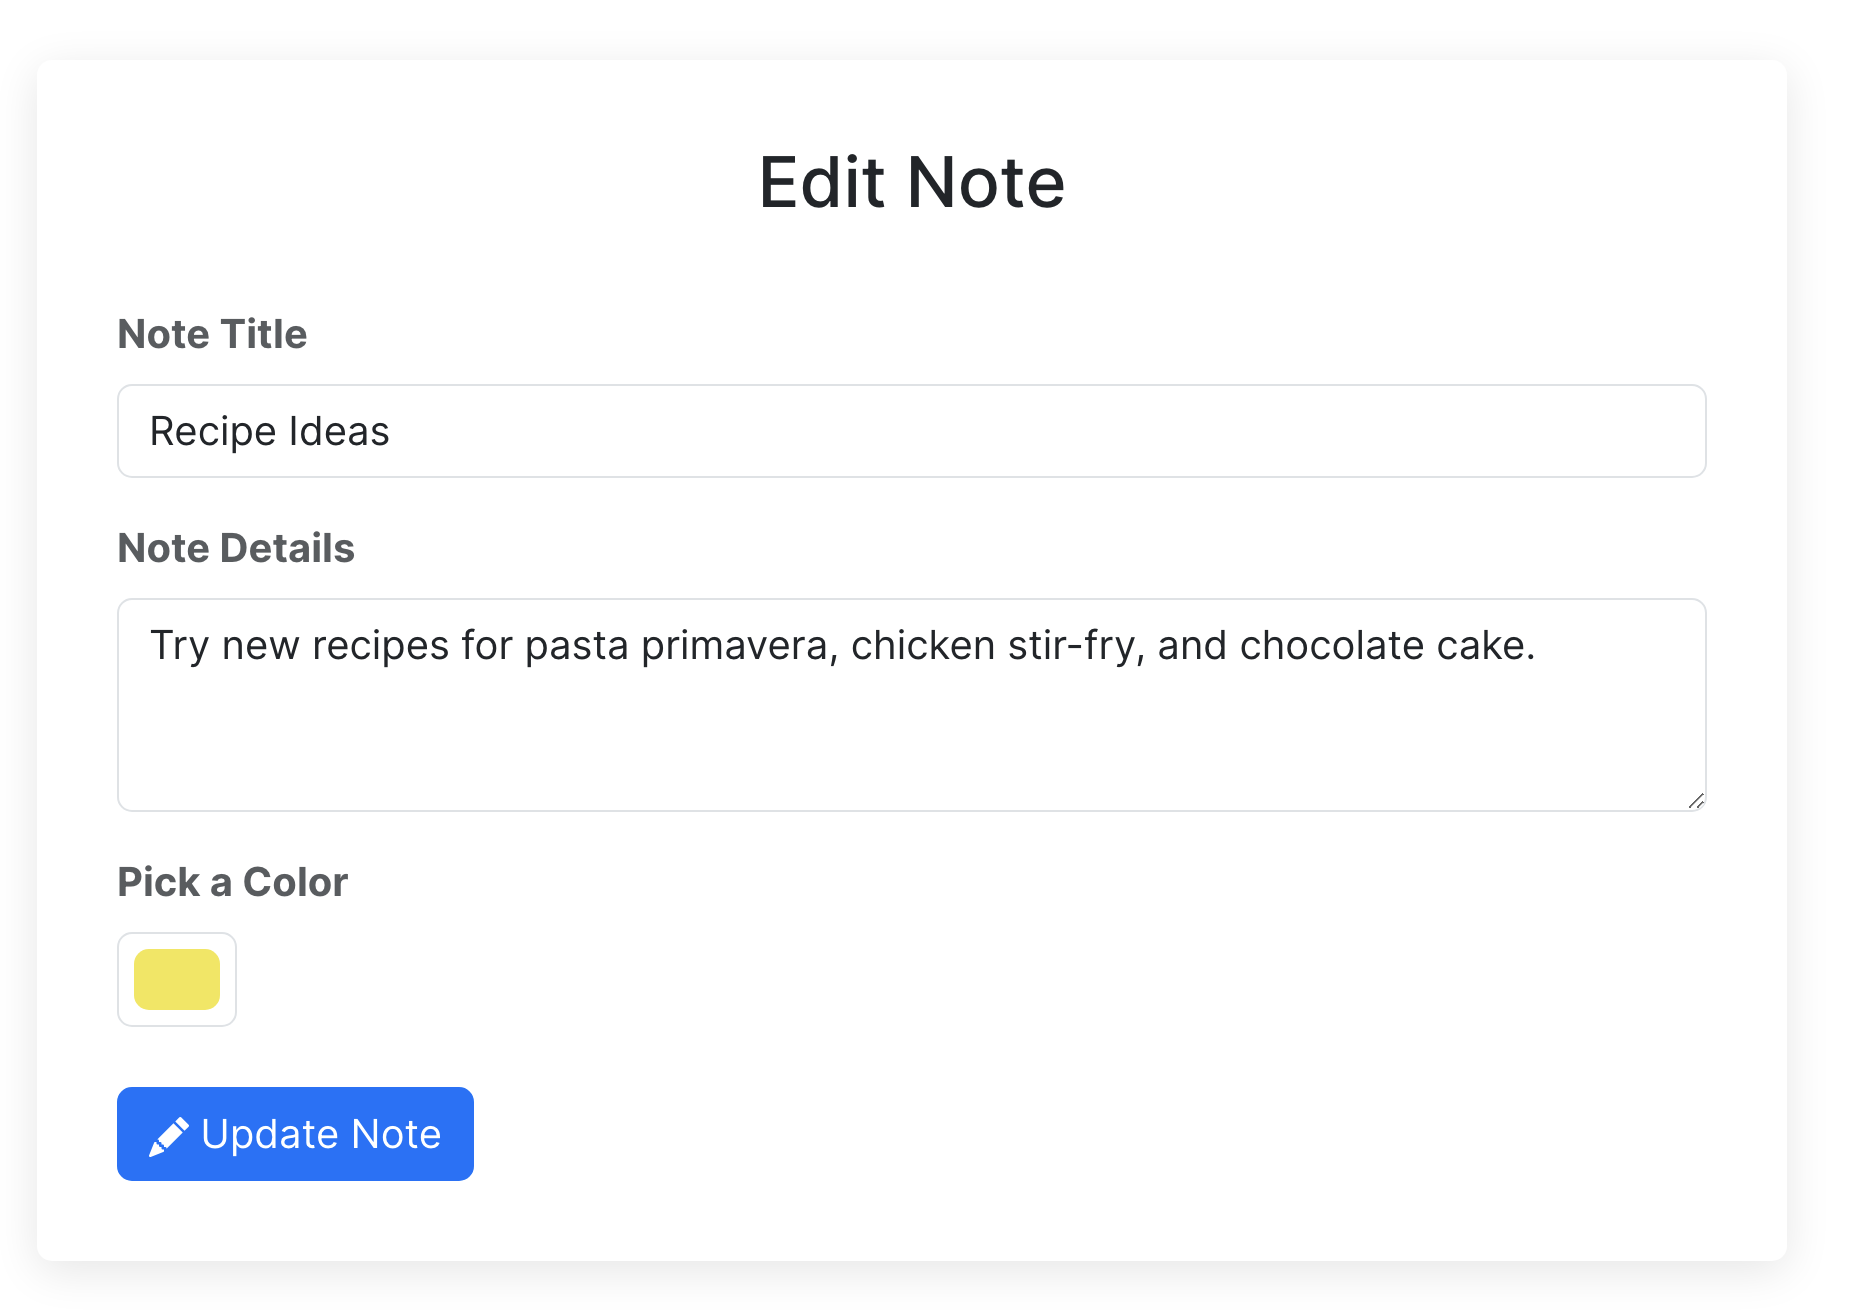 Edit Note
Note Title
Recipe Ideas
Note Details
Try new recipes for pasta primavera, chicken stir-fry, and chocolate cake.
Pick a Color
Update Note